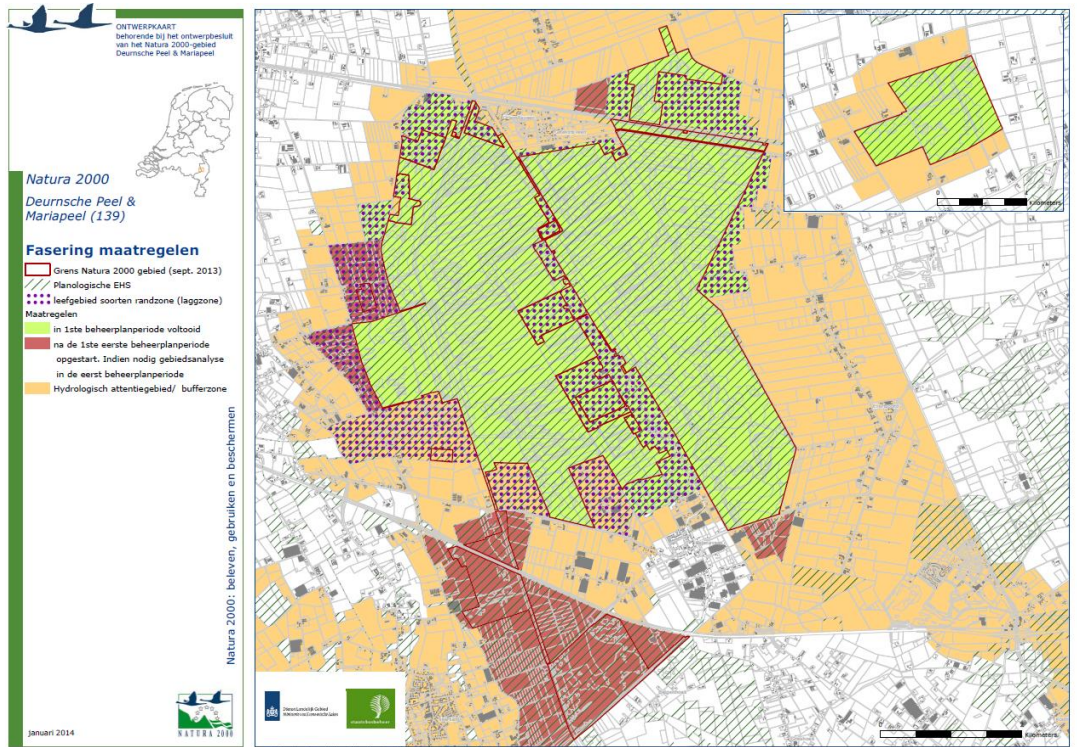 ONTWERPKAART
behorende bij het ontwerpbesluit
van het Natura 2000-gebied
Deurnsche Peel & Mariapeel
Natura 2000
Deurnsche Peel &
Mariapeel (139)
Fasering maatregelen
Grens Natura 2000 gebied (sept. 2013)
Planologische EHS
leefgebied soorten randzone (laggzone)
Maatregelen
in 1ste beheerplanperiode voltooid
na de 1ste eerste beheerplanperiode
opgestart. Indien nodig gebiedsanalyse
in de eerst beheerplanperiode
Hydrologisch attentiegebied/ bufferzone
Natura 2000: beleven, gebruiken en beschermen
januari 2014
NATURA 2000
Kilometers
staatsbosbeheer
Kilometers